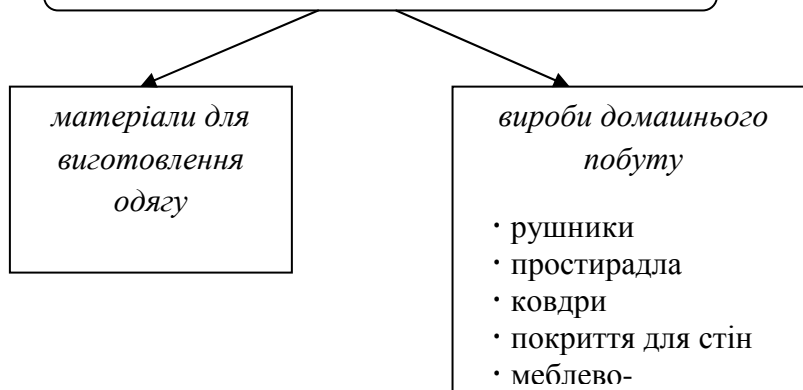 матеріали для
виготовлення
одягу
вироби домашнього
побуту
· рушники
· простирадла
· ковдри
· покриття для стін
· меблево-